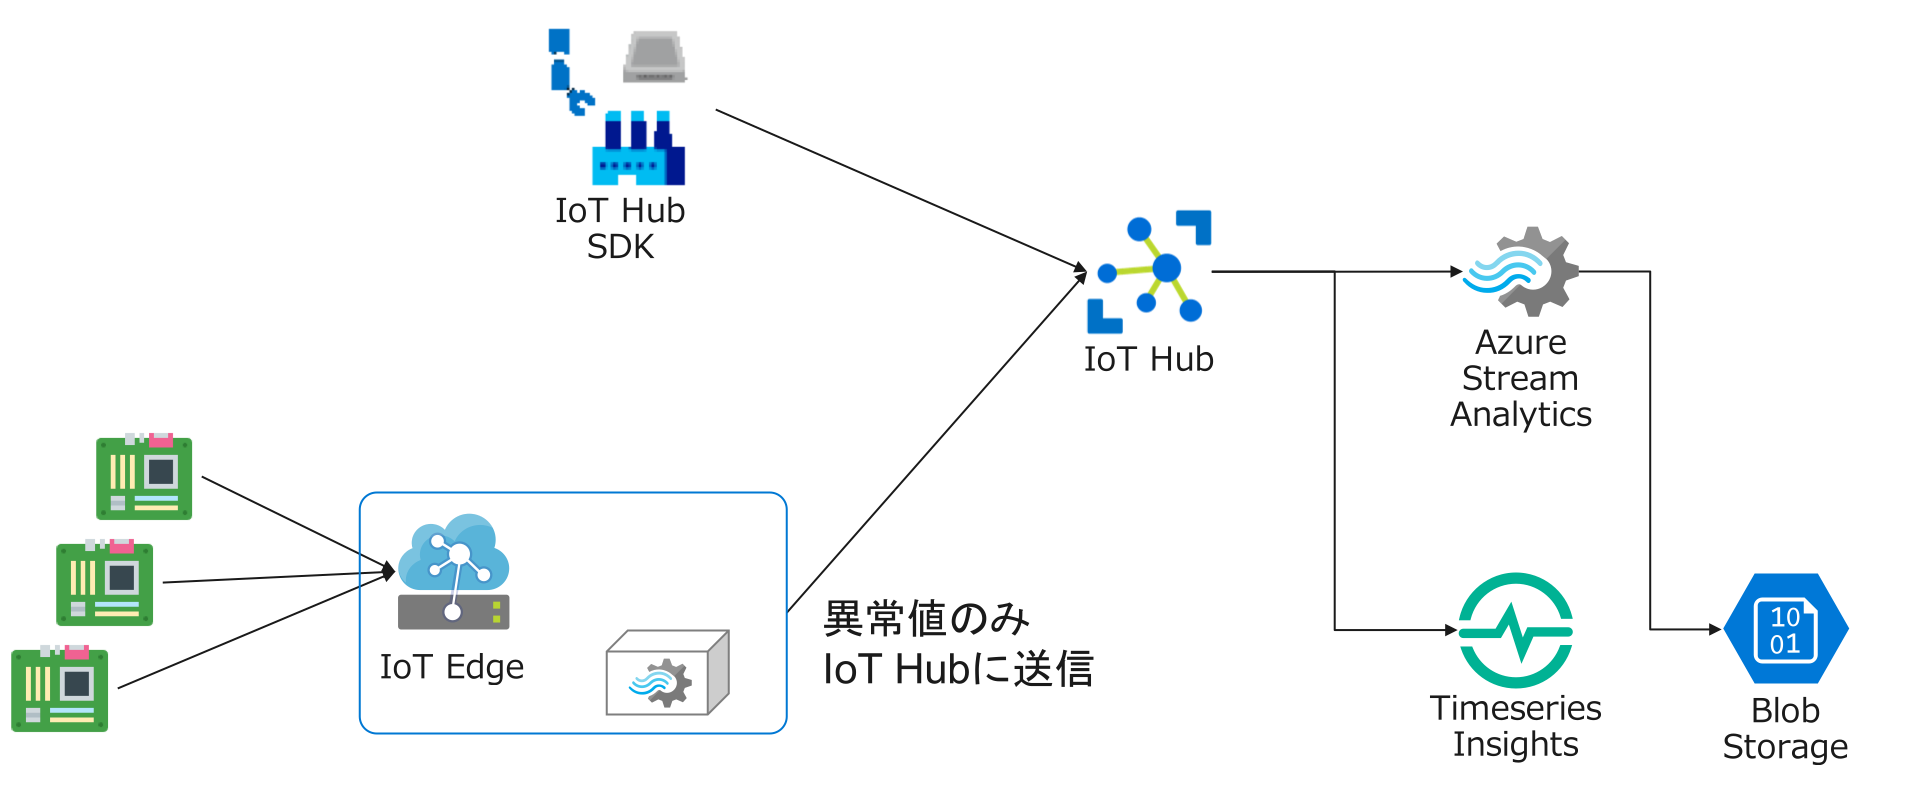 IoT Hub
SDK
IoT Hub
Azure
Stream
Analytics
IoT Edge
異常値のみ
IoT Hubに送信
Timeseries
Insights
10
01
Blob
Storage